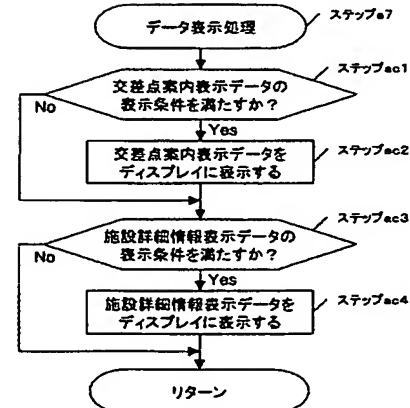 データ表示処理
ステップa7
ステップac1
交差点案内表示データの
表示条件を満たすか？
No
Yes
ステップac2
交差点案内表示データを
ディスプレイに表示する
ステップac3
施設詳細情報表示データの
表示条件を満たすか？
No
Yes
ステップac4
施設詳細情報表示データを
ディスプレイに表示する
リターン